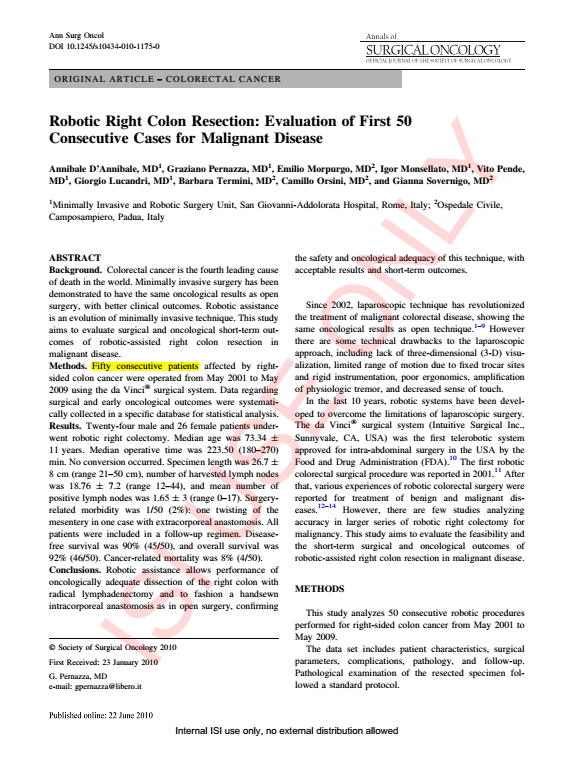 Ann Surg Oncol
DOI 10.1245/s10434-010-1175-0
Annals of
SURGICAL ONCOLOGY
OFFICIAL JOURNAL OF THE SOCIETY OF SURGICAL ONCOLOGY
ORIGINAL ARTICLE – COLORECTAL CANCER
Robotic Right Colon Resection: Evaluation of First 50
Consecutive Cases for Malignant Disease
Annibale D'Annibale, MD1, Graziano Pernazza, MD1, Emilio Morpurgo, MD2, Igor Monsellato, MD1, Vito Pende,
MD1, Giorgio Lucandri, MD1, Barbara Termini, MD2, Camillo Orsini, MD2, and Gianna Sovernigo, MD2
1Minimally Invasive and Robotic Surgery Unit, San Giovanni-Addolorata Hospital, Rome, Italy; 2Ospedale Civile,
Camposampiero, Padua, Italy
ABSTRACT
Background. Colorectal cancer is the fourth leading cause
of death in the world. Minimally invasive surgery has been
demonstrated to have the same oncological results as open
surgery, with better clinical outcomes. Robotic assistance
is an evolution of minimally invasive technique. This study
aims to evaluate surgical and oncological short-term out-
comes of robotic-assisted right colon resection in
malignant disease.
Methods. Fifty consecutive patients affected by right-
sided colon cancer were operated from May 2001 to May
2009 using the da Vinci® surgical system. Data regarding
surgical and early oncological outcomes were systemati-
cally collected in a specific database for statistical analysis.
Results. Twenty-four male and 26 female patients under-
went robotic right colectomy. Median age was 73.34 ±
11 years. Median operative time was 223.50 (180–270)
min. No conversion occurred. Specimen length was 26.7 ±
8 cm (range 21–50 cm), number of harvested lymph nodes
was 18.76 ± 7.2 (range 12–44), and mean number of
positive lymph nodes was 1.65 ± 3 (range 0–17). Surgery-
related morbidity was 1/50 (2%): one twisting of the
mesentery in one case with extracorporeal anastomosis. All
patients were included in a follow-up regimen. Disease-
free survival was 90% (45/50), and overall survival was
92% (46/50). Cancer-related mortality was 8% (4/50).
Conclusions. Robotic assistance allows performance of
oncologically adequate dissection of the right colon with
radical lymphadenectomy and to fashion a handsewn
intracorporeal anastomosis as in open surgery, confirming
© Society of Surgical Oncology 2010
First Received: 23 January 2010
G. Pernazza, MD
e-mail: gpernazza@libero.it
Published online: 22 June 2010
the safety and oncological adequacy of this technique, with
acceptable results and short-term outcomes.
Since 2002, laparoscopic technique has revolutionized
the treatment of malignant colorectal disease, showing the
same oncological results as open technique.1–9 However
there are some technical drawbacks to the laparoscopic
approach, including lack of three-dimensional (3-D) visu-
alization, limited range of motion due to fixed trocar sites
and rigid instrumentation, poor ergonomics, amplification
of physiologic tremor, and decreased sense of touch.
In the last 10 years, robotic systems have been devel-
oped to overcome the limitations of laparoscopic surgery.
The da Vinci® surgical system (Intuitive Surgical Inc.,
Sunnyvale, CA, USA) was the first telerobotic system
approved for intra-abdominal surgery in the USA by the
Food and Drug Administration (FDA).10 The first robotic
colorectal surgical procedure was reported in 2001.11 After
that, various experiences of robotic colorectal surgery were
reported for treatment of benign and malignant dis-
eases.12–14 However, there are few studies analyzing
accuracy in larger series of robotic right colectomy for
malignancy. This study aims to evaluate the feasibility and
the short-term surgical and oncological outcomes of
robotic-assisted right colon resection in malignant disease.
METHODS
This study analyzes 50 consecutive robotic procedures
performed for right-sided colon cancer from May 2001 to
May 2009.
The data set includes patient characteristics, surgical
parameters, complications, pathology, and follow-up.
Pathological examination of the resected specimen fol-
lowed a standard protocol.
ISI USE ONLY
Internal ISI use only, no external distribution allowed